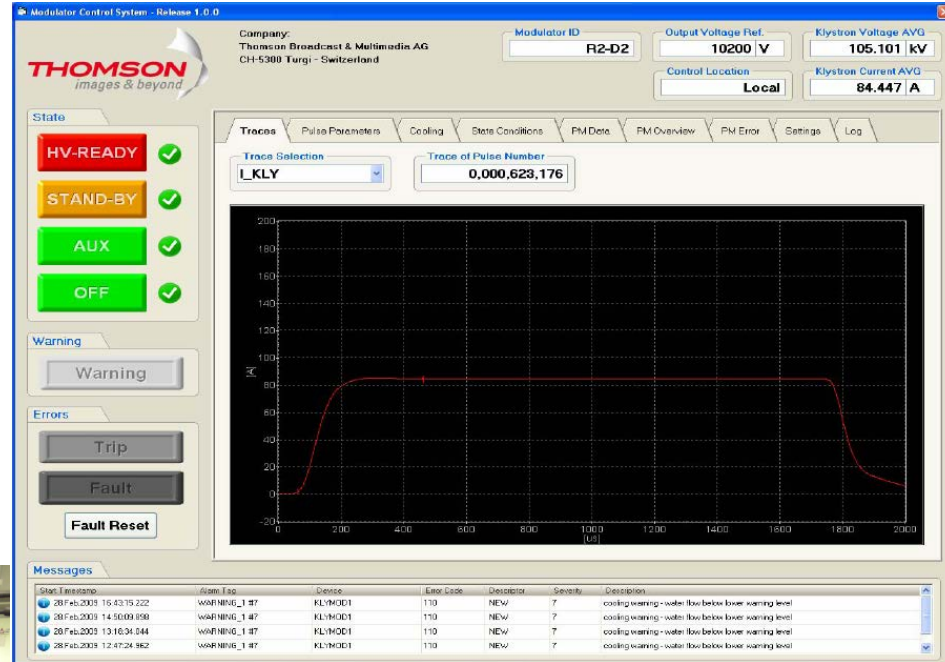 Modulator Control System - Release 1.0.0
THOMSON
images & beyond
Company:
Thomson Broadcast & Multimedia AG
CH-5300 Turgi - Switzerland
Modulator ID
R2-D2
Output Voltage Ref.
10200 V
Klystron Voltage AVG
105.101 kV
Control Location
Local
Klystron Current AVG
84.447 A
State
HV-READY
STAND-BY
AUX
OFF
Warning
Warning
Errors
Trip
Fault
Fault Reset
Traces Pulse Parameters Cooling State Conditions PM Data PM Overview PM Error Settings Log
Trace Selection
I_KLY
Trace of Pulse Number
0,000,623,176
200
180
160
140
120
100
80
60
40
20
0
-20
[A]
0 200 400 600 800 1000 1200 1400 1600 1800 2000
[us]
Messages
Start Timestamp Alarm Tag Device Error Code Descriptor Severity Description
28.Feb.2009 16:43:15.222 WARNING_1 #7 KLYMOD1 110 NEW 7 cooling warning - water flow below lower warning level
28.Feb.2009 14:50:09.898 WARNING_1 #7 KLYMOD1 110 NEW 7 cooling warning - water flow below lower warning level
28.Feb.2009 13:16:34.044 WARNING_1 #7 KLYMOD1 110 NEW 7 cooling warning - water flow below lower warning level
28.Feb.2009 12:47:24.962 WARNING_1 #7 KLYMOD1 110 NEW 7 cooling warning - water flow below lower warning level